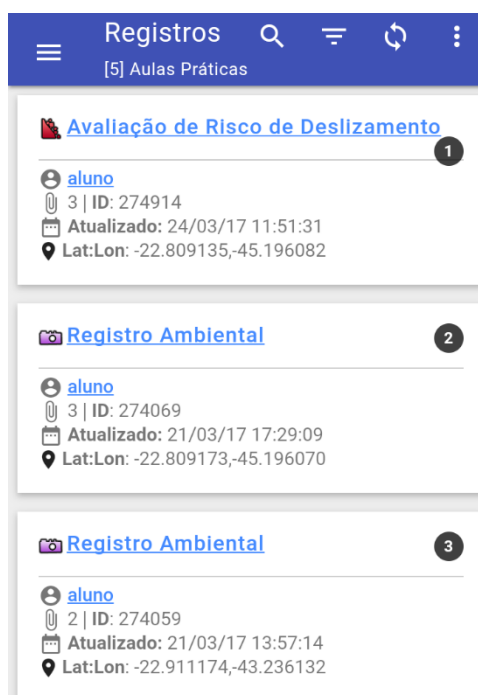 Registros
[5] Aulas Práticas
Avaliação de Risco de Deslizamento
1
aluno
3 | ID: 274914
Atualizado: 24/03/17 11:51:31
Lat:Lon: -22.809135,-45.196082
Registro Ambiental
2
aluno
3 | ID: 274069
Atualizado: 21/03/17 17:29:09
Lat:Lon: -22.809173,-45.196070
Registro Ambiental
3
aluno
2 | ID: 274059
Atualizado: 21/03/17 13:57:14
Lat:Lon: -22.911174,-43.236132